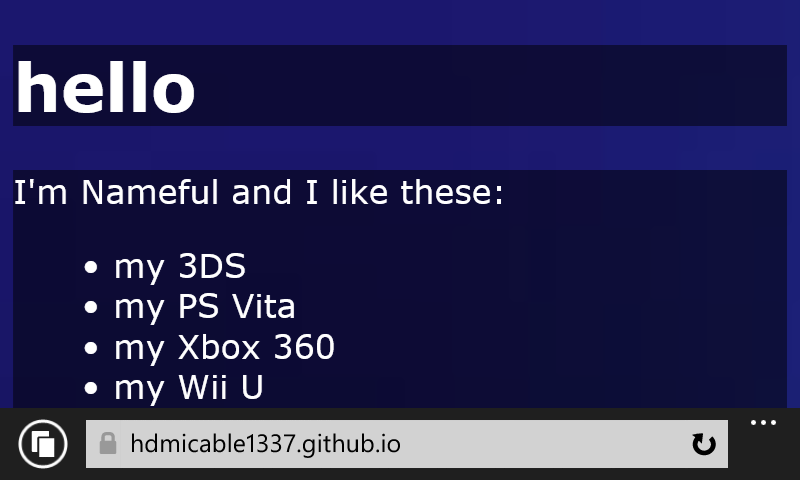 hello
I'm Nameful and I like these:
• my 3DS
• my PS Vita
• my Xbox 360
• my Wii U
hdmicable1337.github.io